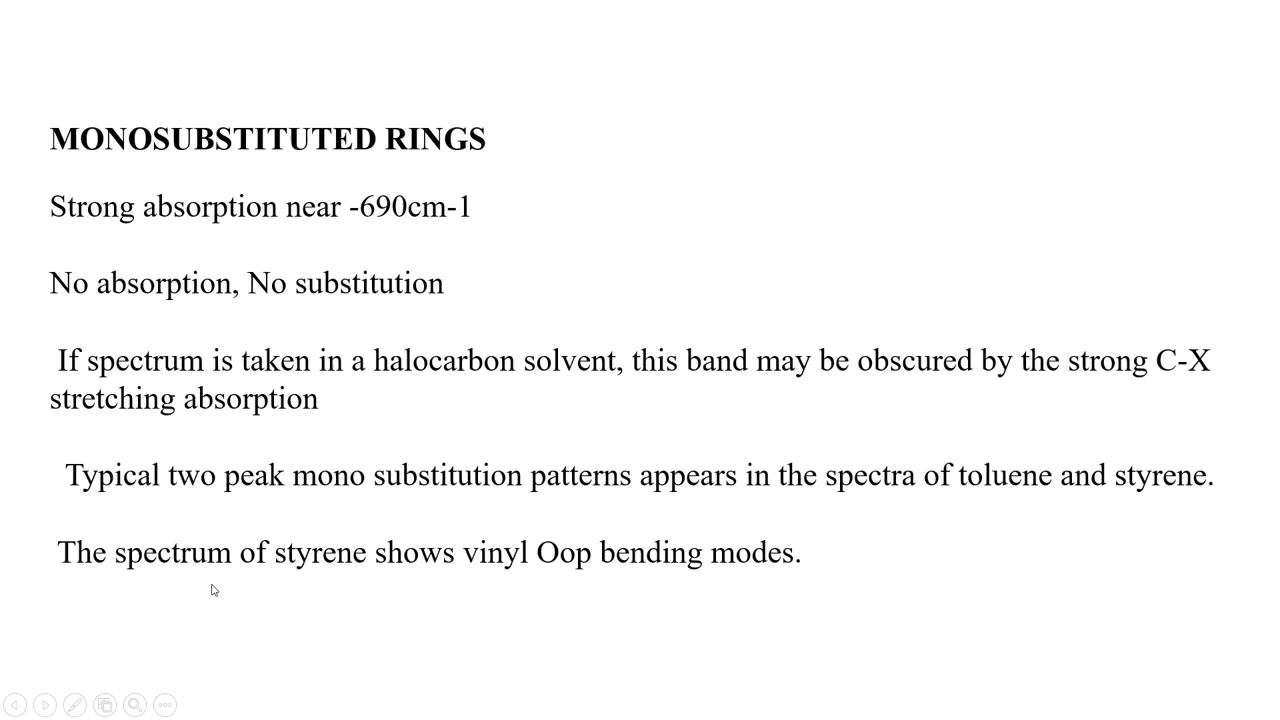 MONOSUBSTITUTED RINGS
Strong absorption near -690cm-1
No absorption, No substitution
If spectrum is taken in a halocarbon solvent, this band may be obscured by the strong C-X
stretching absorption
Typical two peak mono substitution patterns appears in the spectra of toluene and styrene.
The spectrum of styrene shows vinyl Oop bending modes.